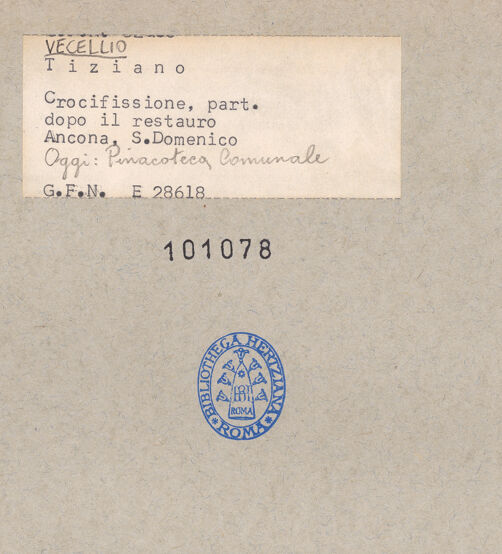 VECELLIO
Tiziano
Crocifissione, part.
dopo il restauro
Ancona, S.Domenico
Oggi: Pinacoteca Comunale
G.F.N. E 28618
101078
BIBLIOTHECA HERTZIANA
ROMA
ROMA